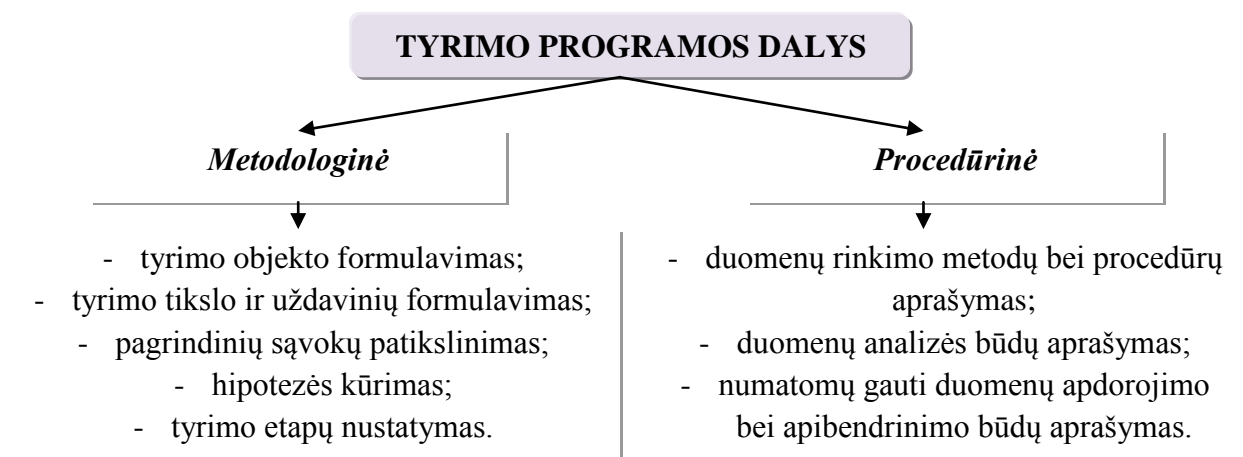 TYRIMO PROGRAMOS DALYS
Metodologinė
- tyrimo objekto formulavimas;
- tyrimo tikslo ir uždavinių formulavimas;
- pagrindinių sąvokų patikslinimas;
- hipotezės kūrimas;
- tyrimo etapų nustatymas.
Procedūrinė
- duomenų rinkimo metodų bei procedūrų
aprašymas;
- duomenų analizės būdų aprašymas;
- numatomų gauti duomenų apdorojimo
bei apibendrinimo būdų aprašymas.